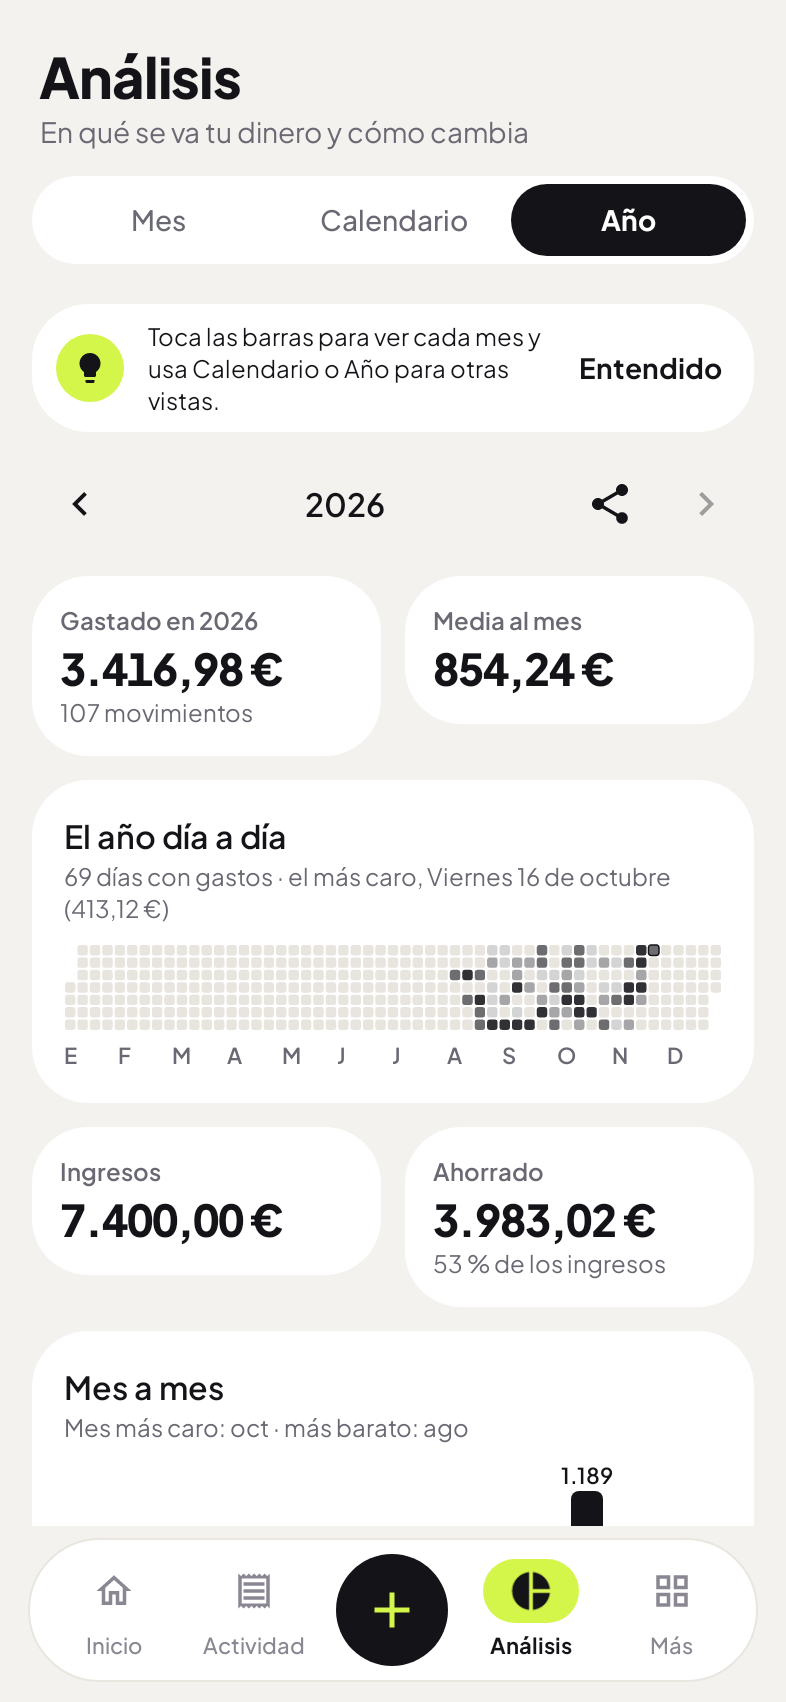 Análisis
En qué se va tu dinero y cómo cambia
Mes
Calendario
Año
Toca las barras para ver cada mes y
usa Calendario o Año para otras
vistas.
Entendido
2026
Gastado en 2026
3.416,98 €
107 movimientos
Media al mes
854,24 €
El año día a día
69 días con gastos · el más caro, Viernes 16 de octubre
(413,12 €)
E F M A M J J A S O N D
Ingresos
7.400,00 €
Ahorrado
3.983,02 €
53 % de los ingresos
Mes a mes
Mes más caro: oct · más barato: ago
1.189
Inicio
Actividad
Análisis
Más